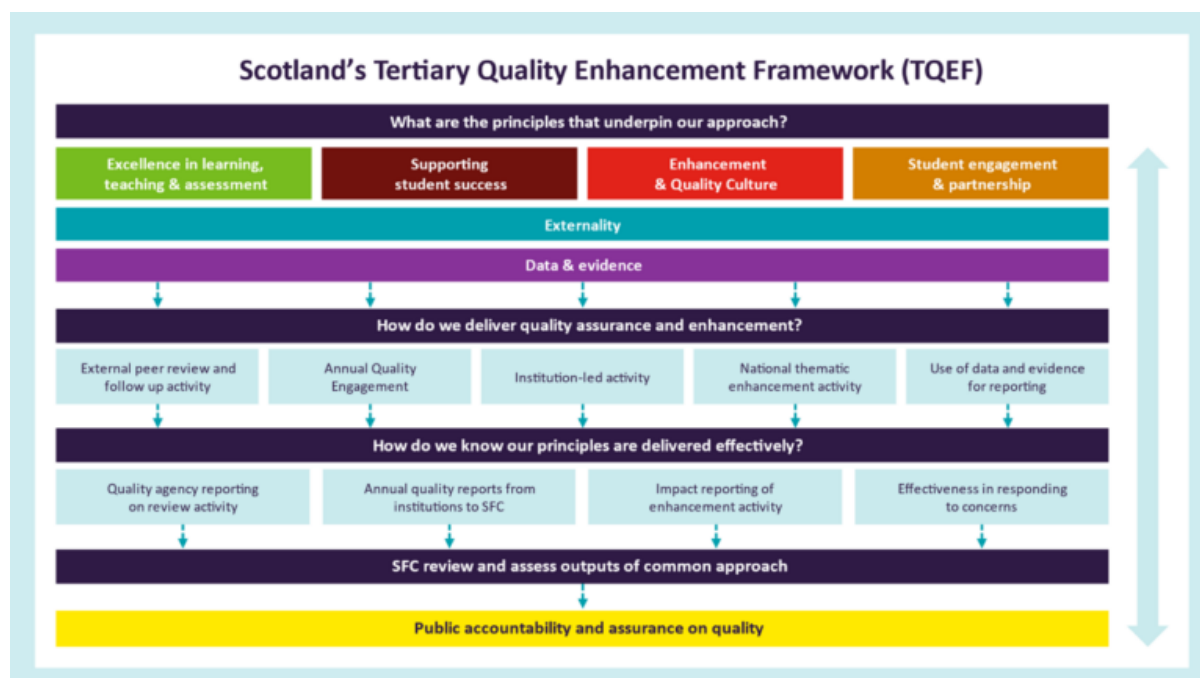 Scotland's Tertiary Quality Enhancement Framework (TQEF)
What are the principles that underpin our approach?
Excellence in learning,
teaching & assessment
Supporting
student success
Enhancement
& Quality Culture
Student engagement
& partnership
Externality
Data & evidence
How do we deliver quality assurance and enhancement?
External peer review and
follow up activity
Annual Quality
Engagement
Institution-led activity
National thematic
enhancement activity
Use of data and evidence
for reporting
How do we know our principles are delivered effectively?
Quality agency reporting
on review activity
Annual quality reports from
institutions to SFC
Impact reporting of
enhancement activity
Effectiveness in responding
to concerns
SFC review and assess outputs of common approach
Public accountability and assurance on quality